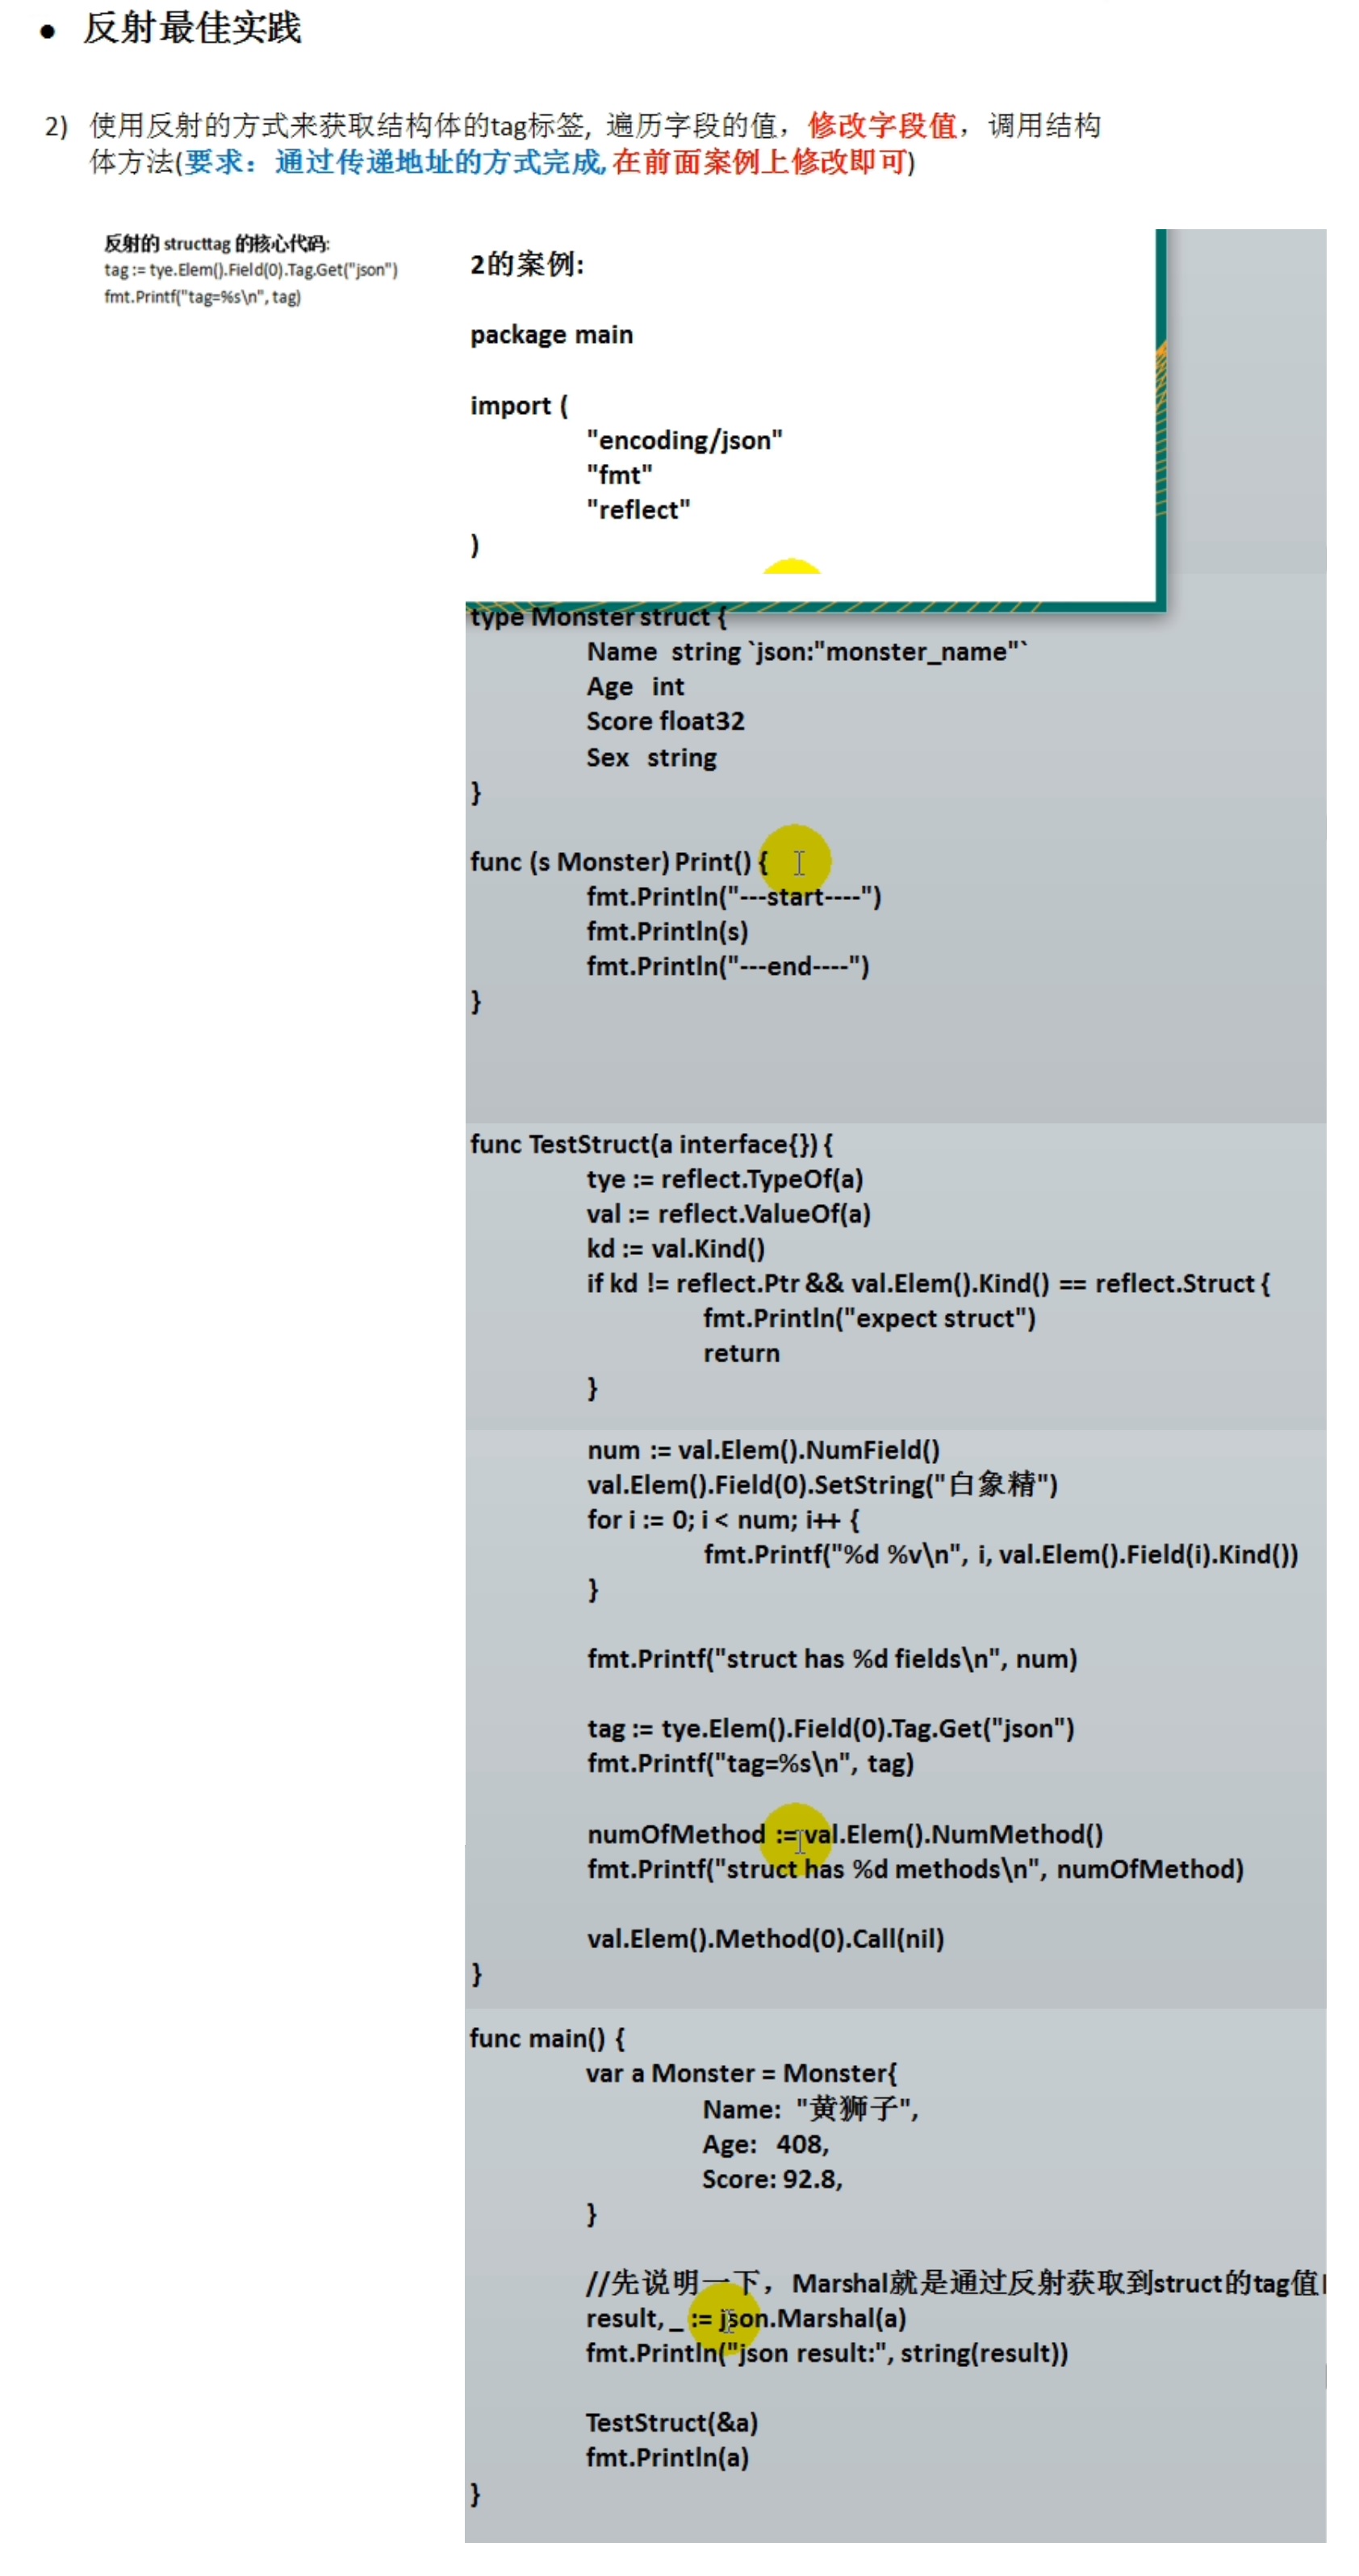 • 反射最佳实践
2) 使用反射的方式来获取结构体的tag标签, 遍历字段的值，修改字段值，调用结构
体方法(要求：通过传递地址的方式完成, 在前面案例上修改即可)
反射的 structtag 的核心代码:
tag := tye.Elem().Field(0).Tag.Get("json")
fmt.Printf("tag=%s\n", tag)
2的案例:
package main
import (
"encoding/json"
"fmt"
"reflect"
)
type Monster struct {
Name string `json:"monster_name"`
Age int
Score float32
Sex string
}
func (s Monster) Print() {
fmt.Println("---start----")
fmt.Println(s)
fmt.Println("---end----")
}
func TestStruct(a interface{}) {
tye := reflect.TypeOf(a)
val := reflect.ValueOf(a)
kd := val.Kind()
if kd != reflect.Ptr && val.Elem().Kind() == reflect.Struct {
fmt.Println("expect struct")
return
}
num := val.Elem().NumField()
val.Elem().Field(0).SetString("白象精")
for i := 0; i < num; i++ {
fmt.Printf("%d %v\n", i, val.Elem().Field(i).Kind())
}
fmt.Printf("struct has %d fields\n", num)
tag := tye.Elem().Field(0).Tag.Get("json")
fmt.Printf("tag=%s\n", tag)
numOfMethod := val.Elem().NumMethod()
fmt.Printf("struct has %d methods\n", numOfMethod)
val.Elem().Method(0).Call(nil)
}
func main() {
var a Monster = Monster{
Name: "黄狮子",
Age: 408,
Score: 92.8,
}
//先说明一下，Marshal就是通过反射获取到struct的tag值
result, _ := json.Marshal(a)
fmt.Println("json result:", string(result))
TestStruct(&a)
fmt.Println(a)
}